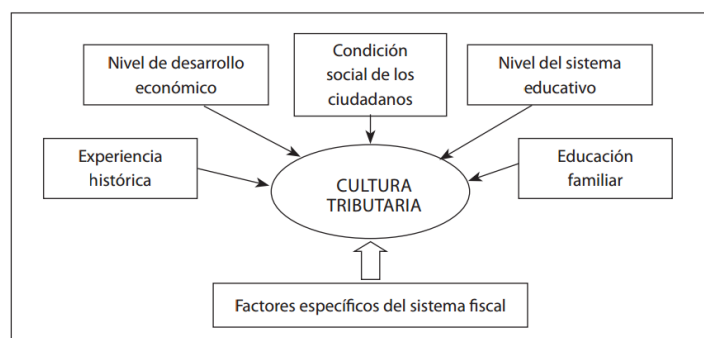 Nivel de desarrollo
económico
Condición
social de los
ciudadanos
Nivel del sistema
educativo
Experiencia
histórica
CULTURA
TRIBUTARIA
Educación
familiar
Factores específicos del sistema fiscal